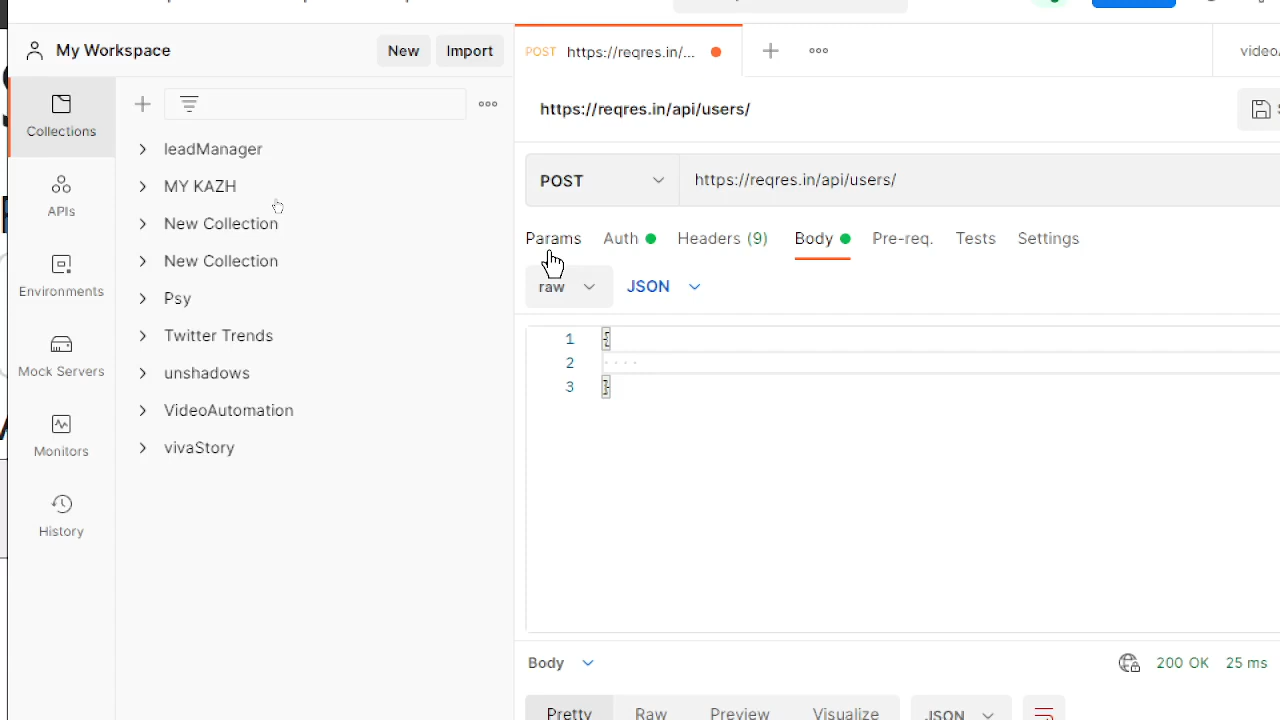 My Workspace
New
Import
POST https://reqres.in/...
https://reqres.in/api/users/
Collections
APIs
Environments
Mock Servers
Monitors
History
leadManager
MY KAZH
New Collection
New Collection
Psy
Twitter Trends
unshadows
VideoAutomation
vivaStory
POST
https://reqres.in/api/users/
Params
Auth
Headers (9)
Body
Pre-req.
Tests
Settings
raw
JSON
1 {
2
3 }
Body
200 OK
25 ms
Pretty
Raw
Preview
Visualize
JSON